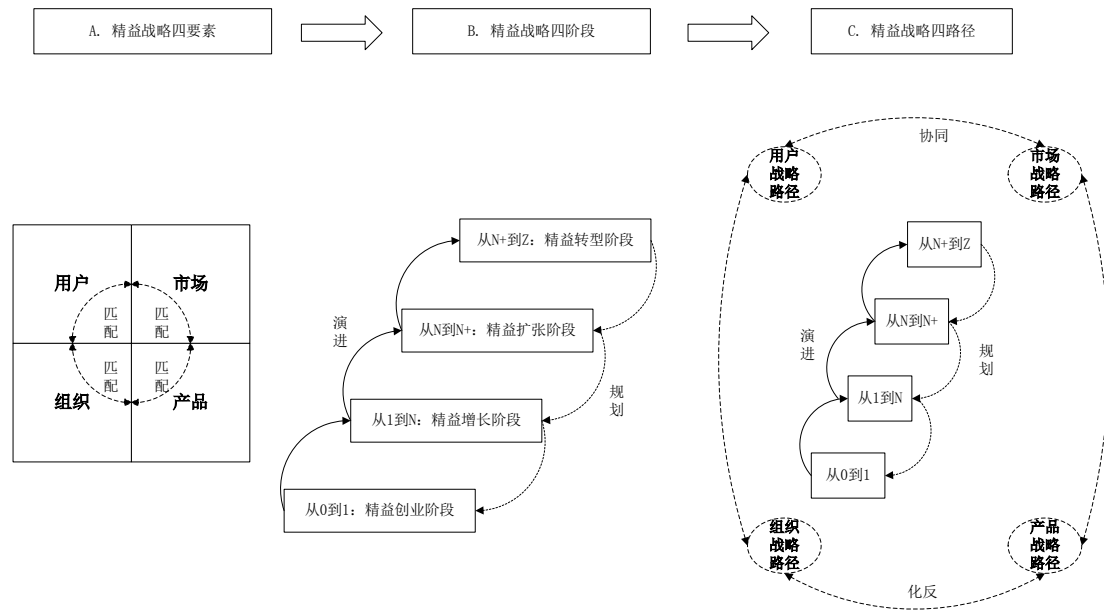 A. 精益战略四要素
B. 精益战略四阶段
C. 精益战略四路径
用户
市场
匹
配
匹
配
匹
配
匹
配
组织
产品
从N+到Z：精益转型阶段
从N到N+：精益扩张阶段
从1到N：精益增长阶段
从0到1：精益创业阶段
演
进
规
划
协同
用户
战略
路径
市场
战略
路径
从N+到Z
从N到N+
从1到N
从0到1
演
进
规
划
组织
战略
路径
产品
战略
路径
化反